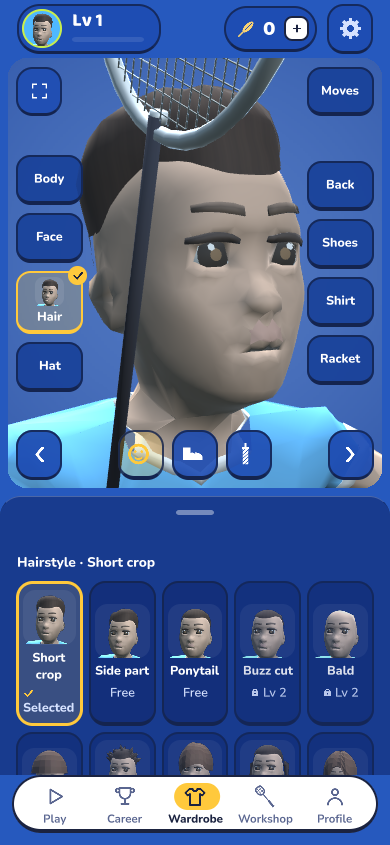 Lv 1
0
+
Moves
Body
Back
Face
Shoes
Hair
Shirt
Hat
Racket
Hairstyle · Short crop
Short
crop
Selected
Side part
Free
Ponytail
Free
Buzz cut
Lv 2
Bald
Lv 2
Play
Career
Wardrobe
Workshop
Profile